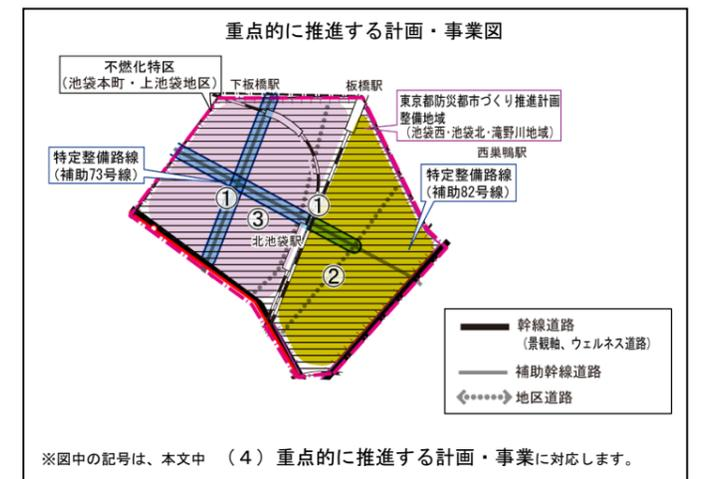 重点的に推進する計画・事業図
不燃化特区
(池袋本町・上池袋地区)
下板橋駅
板橋駅
東京都防災都市づくり推進計画
整備地域
(池袋西・池袋北・滝野川地域)
西巣鴨駅
特定整備路線
(補助73号線)
特定整備路線
(補助82号線)
①
①
③
北池袋駅
②
幹線道路
(景観軸、ウェルネス道路)
補助幹線道路
地区道路
※図中の記号は、本文中 (4)重点的に推進する計画・事業に対応します。